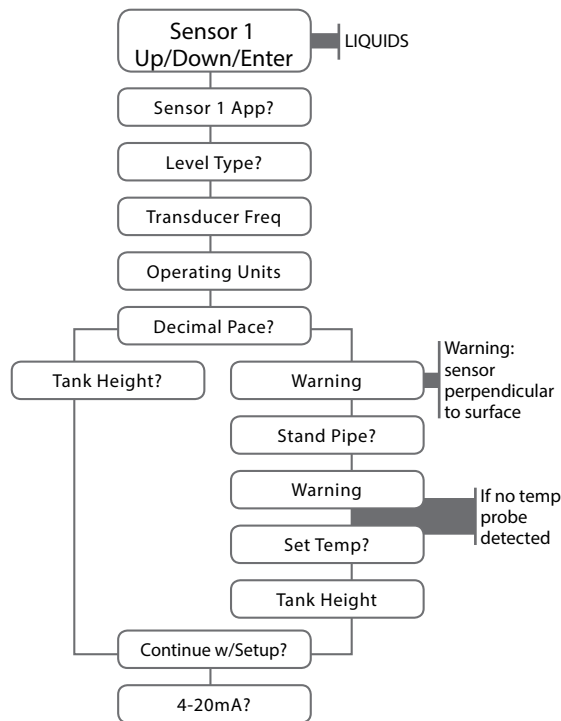 Sensor 1
Up/Down/Enter
LIQUIDS
Sensor 1 App?
Level Type?
Transducer Freq
Operating Units
Decimal Pace?
Tank Height?
Warning
Warning:
sensor
perpendicular
to surface
Stand Pipe?
Warning
If no temp
probe
detected
Set Temp?
Tank Height
Continue w/Setup?
4-20mA?